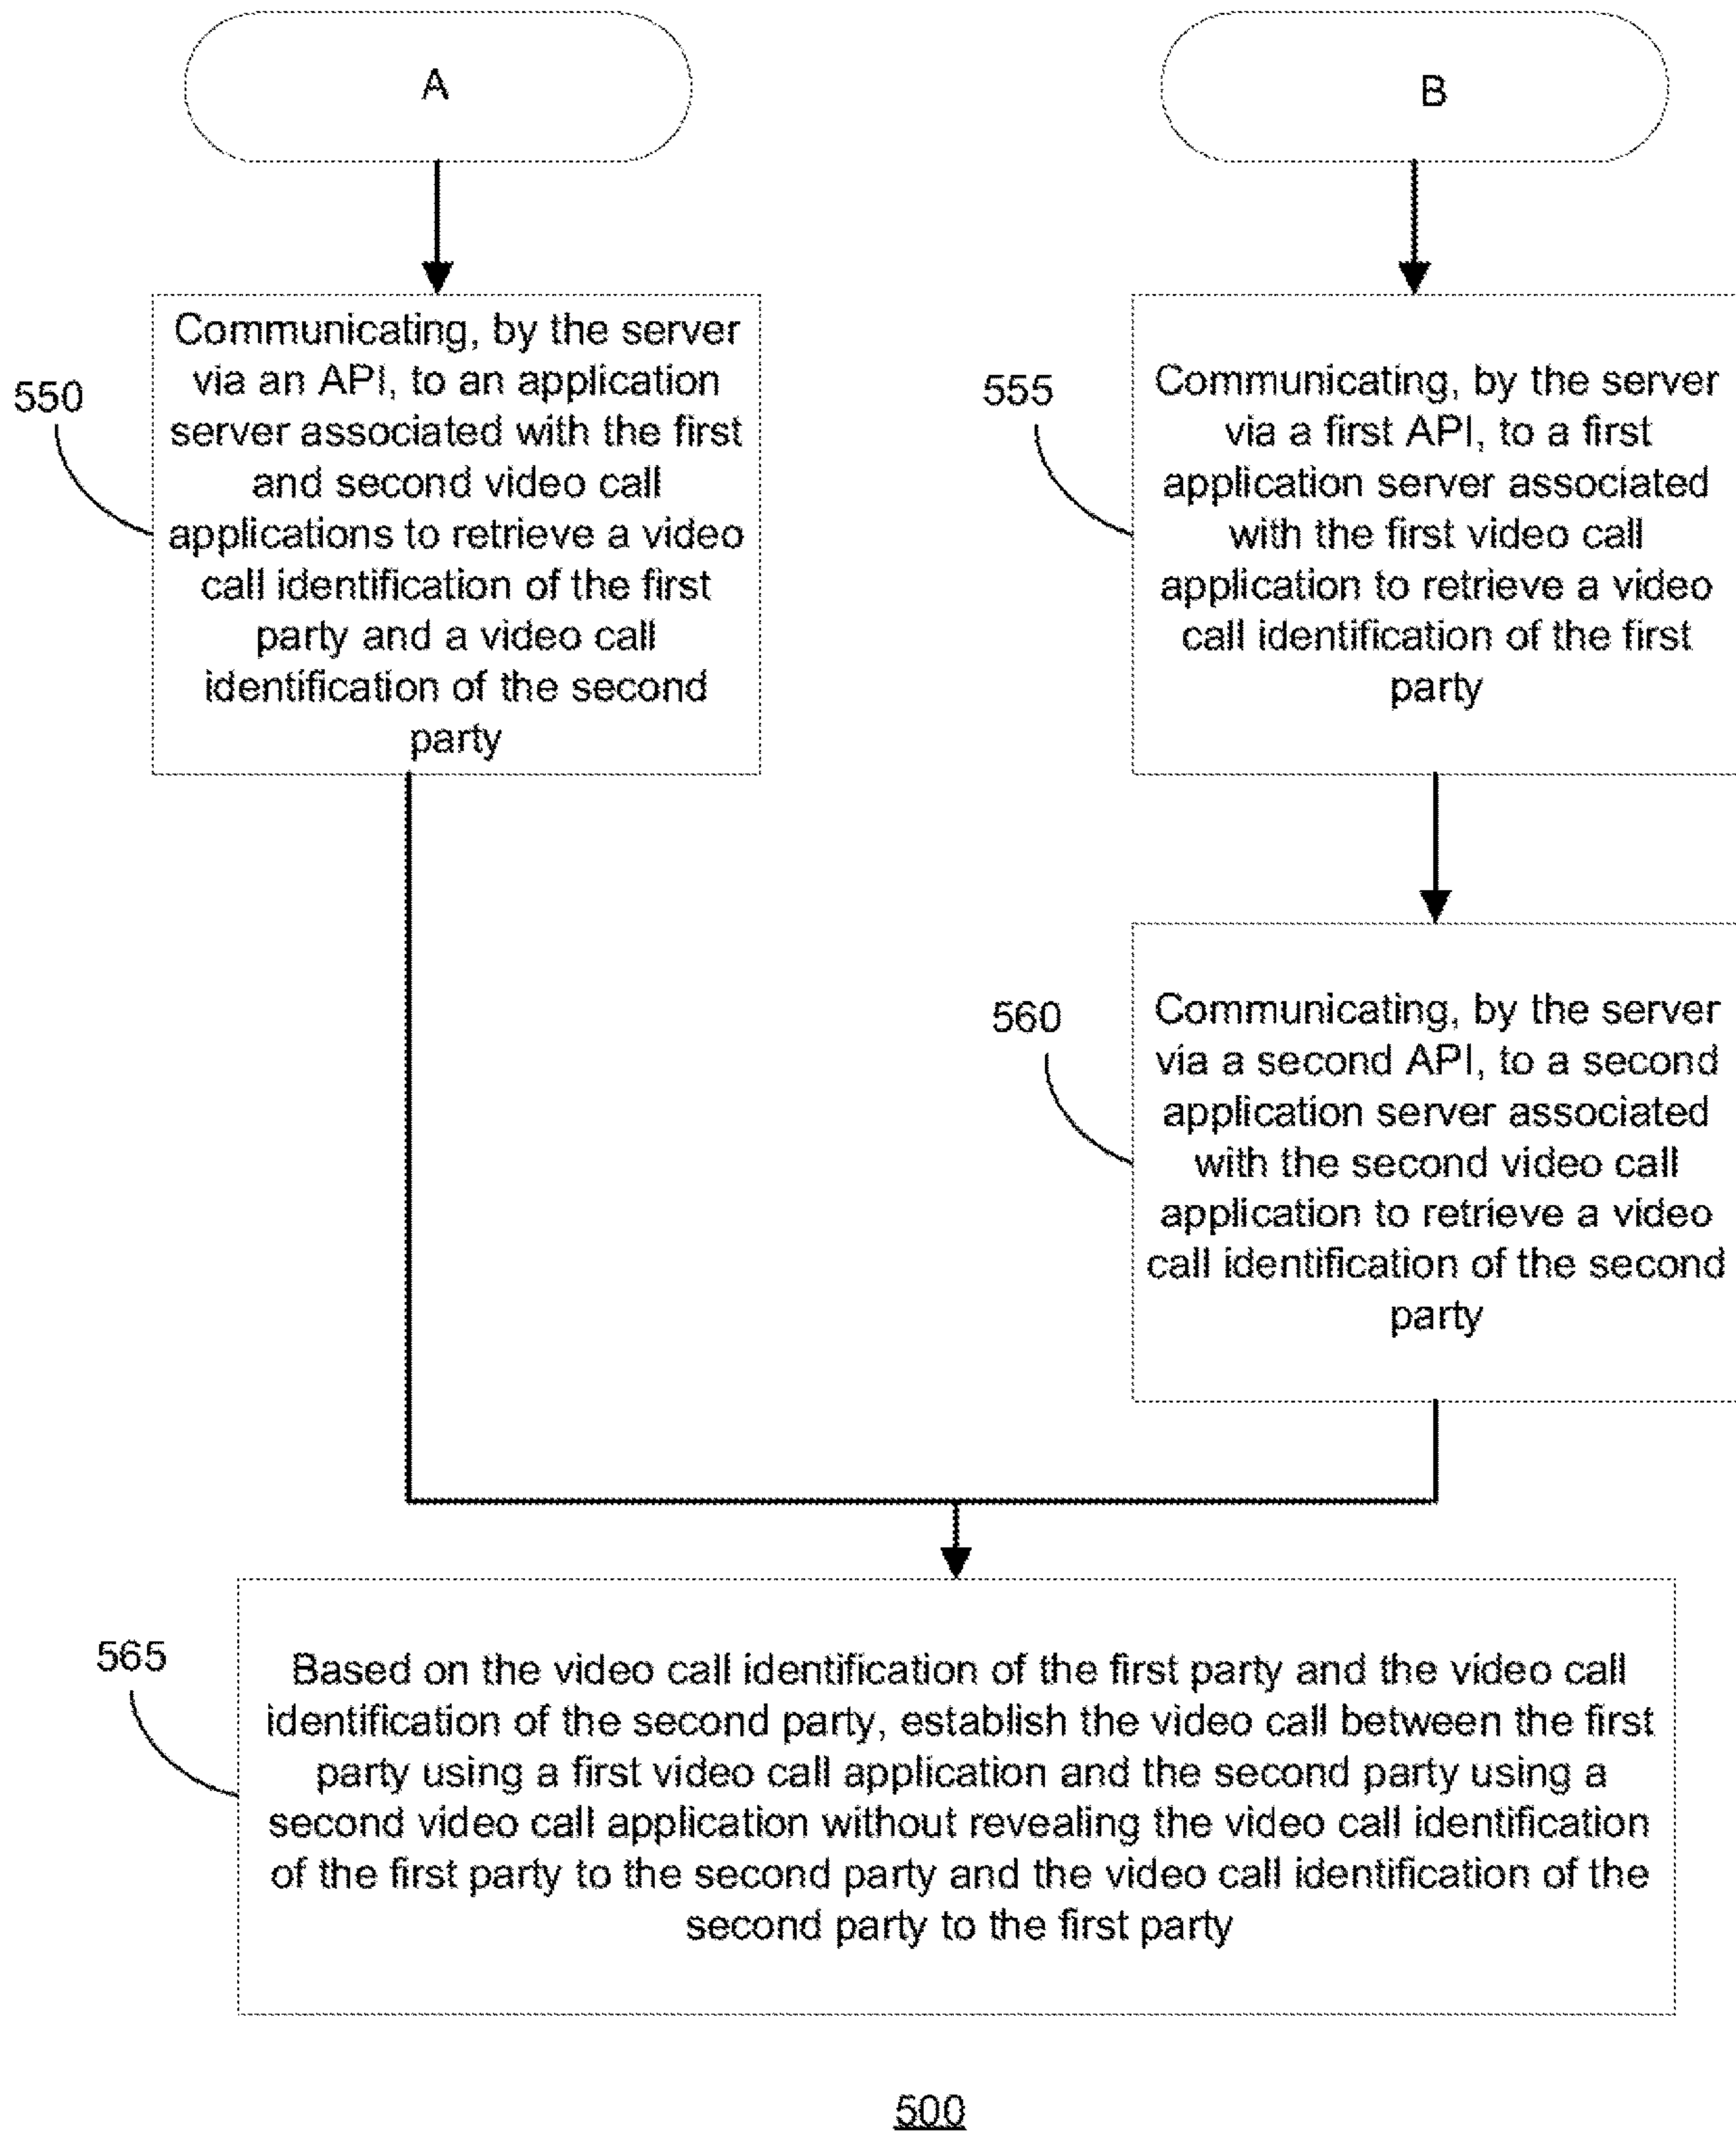 A
B
550
Communicating, by the server
via an API, to an application
server associated with the first
and second video call
applications to retrieve a video
call identification of the first
party and a video call
identification of the second
party
555
Communicating, by the server
via a first API, to a first
application server associated
with the first video call
application to retrieve a video
call identification of the first
party
560
Communicating, by the server
via a second API, to a second
application server associated
with the second video call
application to retrieve a video
call identification of the second
party
565
Based on the video call identification of the first party and the video call
identification of the second party, establish the video call between the first
party using a first video call application and the second party using a
second video call application without revealing the video call identification
of the first party to the second party and the video call identification of the
second party to the first party
500